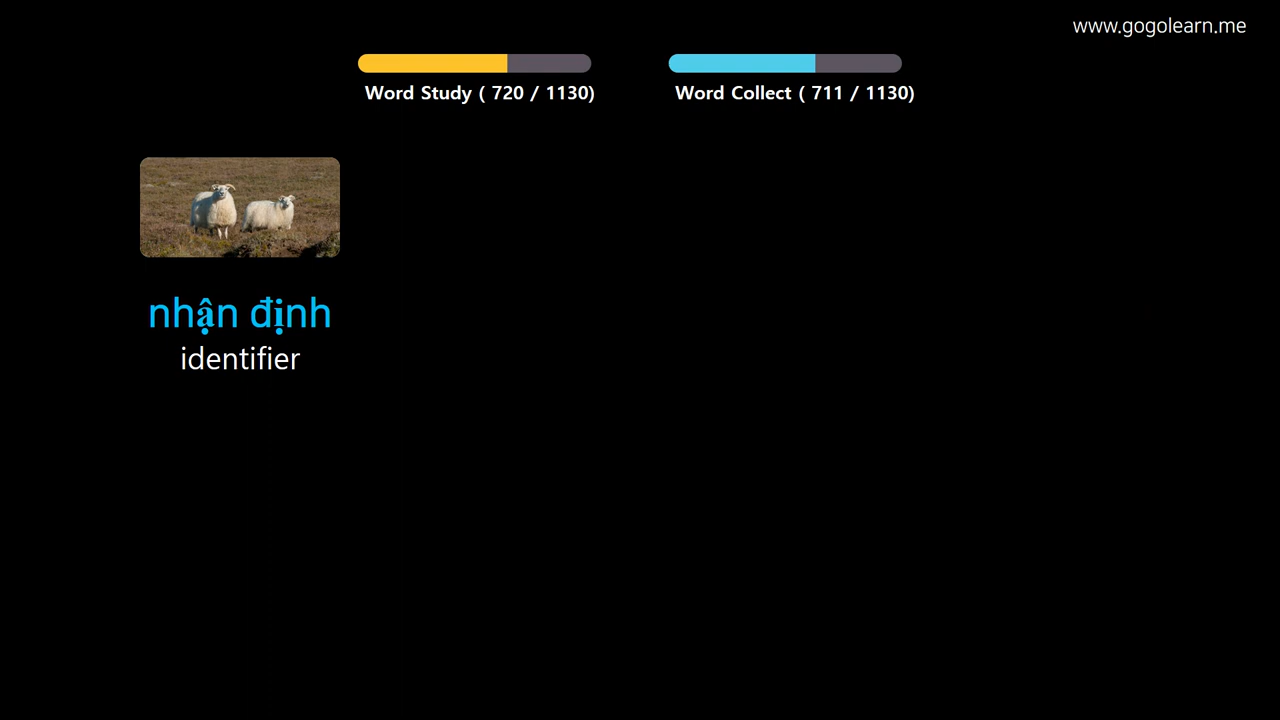 www.gogolearn.me
Word Study ( 720 / 1130)
Word Collect ( 711 / 1130)
nhận định
identifier